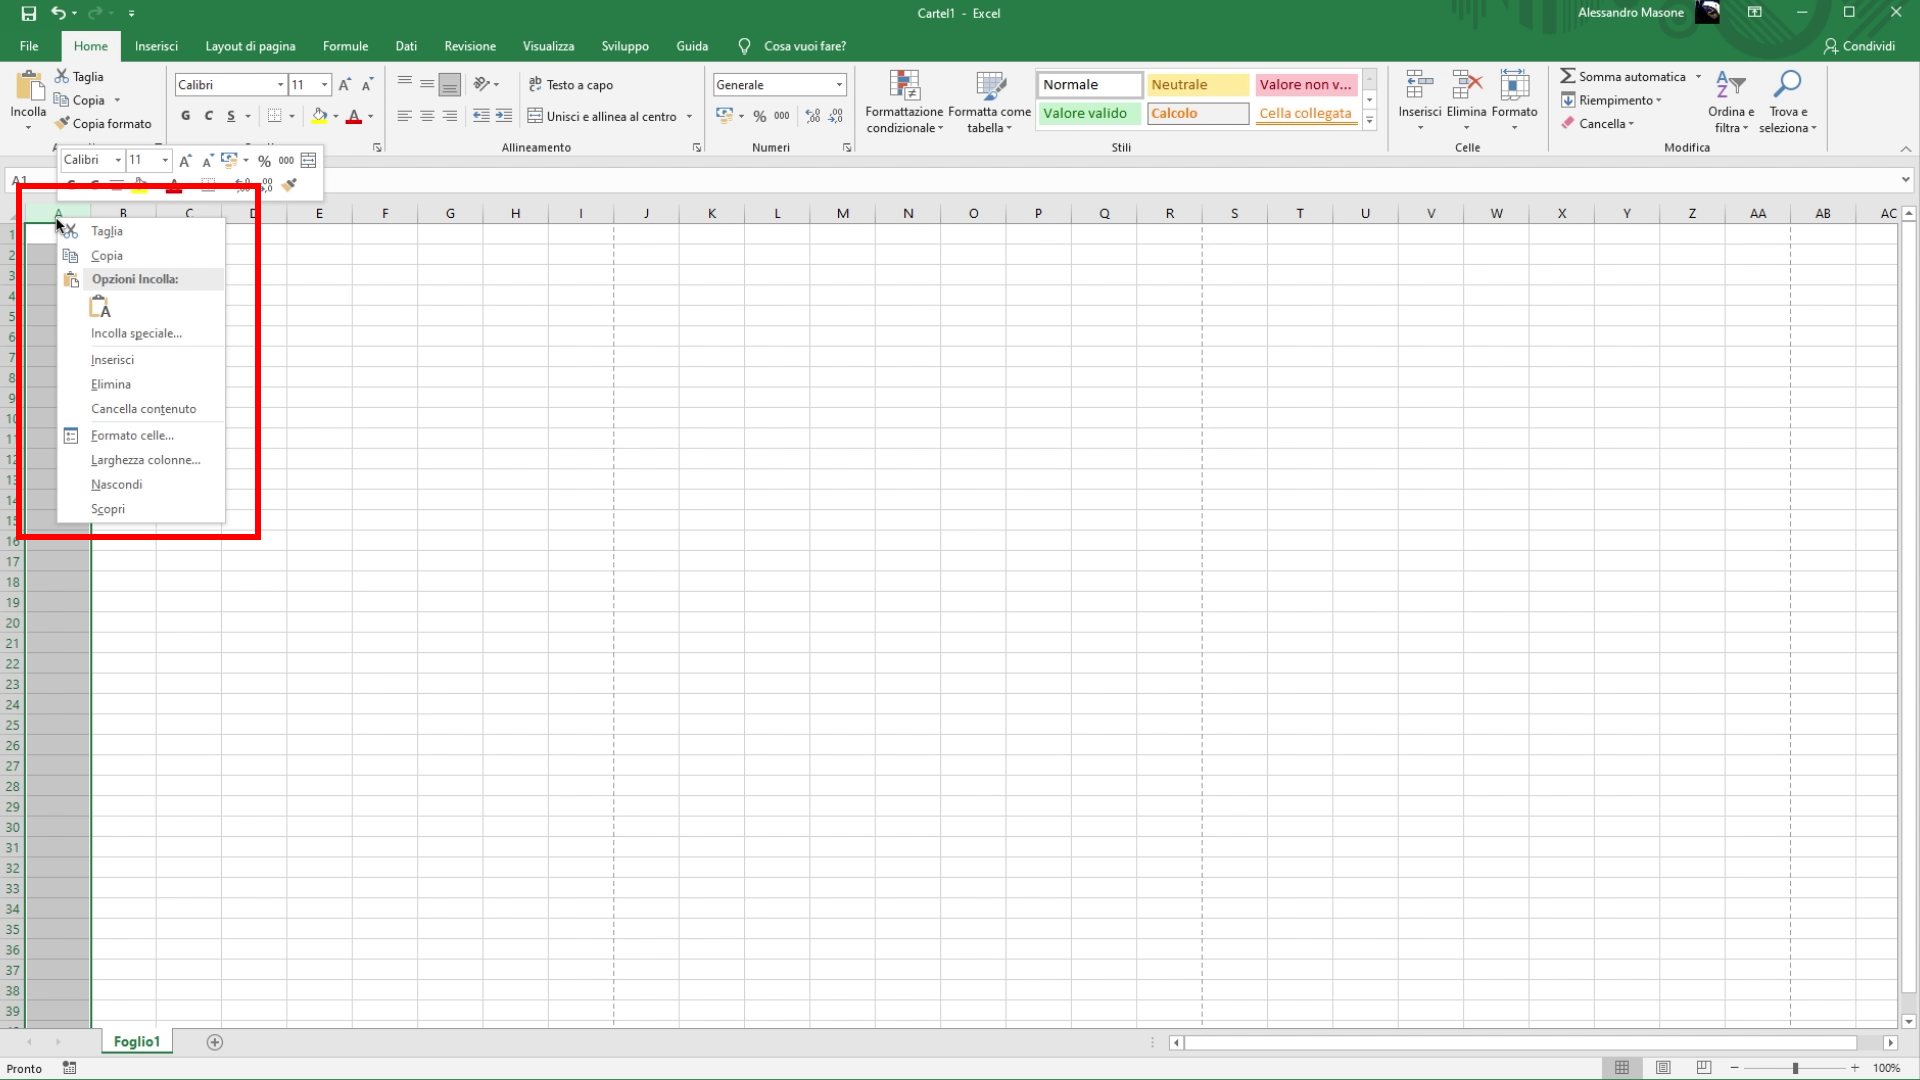 Cartel1 - Excel
Alessandro Masone
File Home Inserisci Layout di pagina Formule Dati Revisione Visualizza Sviluppo Guida Cosa vuoi fare? Condividi
Incolla
Taglia
Copia
Copia formato
Calibri 11
G C S
Testo a capo
Unisci e allinea al centro
Allineamento
Generale
% 000
Numeri
Formattazione condizionale
Formatta come tabella
Normale Neutrale Valore non v...
Valore valido Calcolo Cella collegata
Stili
Inserisci Elimina Formato
Celle
Somma automatica
Riempimento
Cancella
Ordina e filtra
Trova e seleziona
Modifica
Calibri 11 % 000
A1
A B C D E F G H I J K L M N O P Q R S T U V W X Y Z AA AB AC
Taglia
Copia
Opzioni Incolla:
Incolla speciale...
Inserisci
Elimina
Cancella contenuto
Formato celle...
Larghezza colonne...
Nascondi
Scopri
1
2
3
4
5
6
7
8
9
10
11
12
13
14
15
16
17
18
19
20
21
22
23
24
25
26
27
28
29
30
31
32
33
34
35
36
37
38
39
Foglio1
Pronto
100%